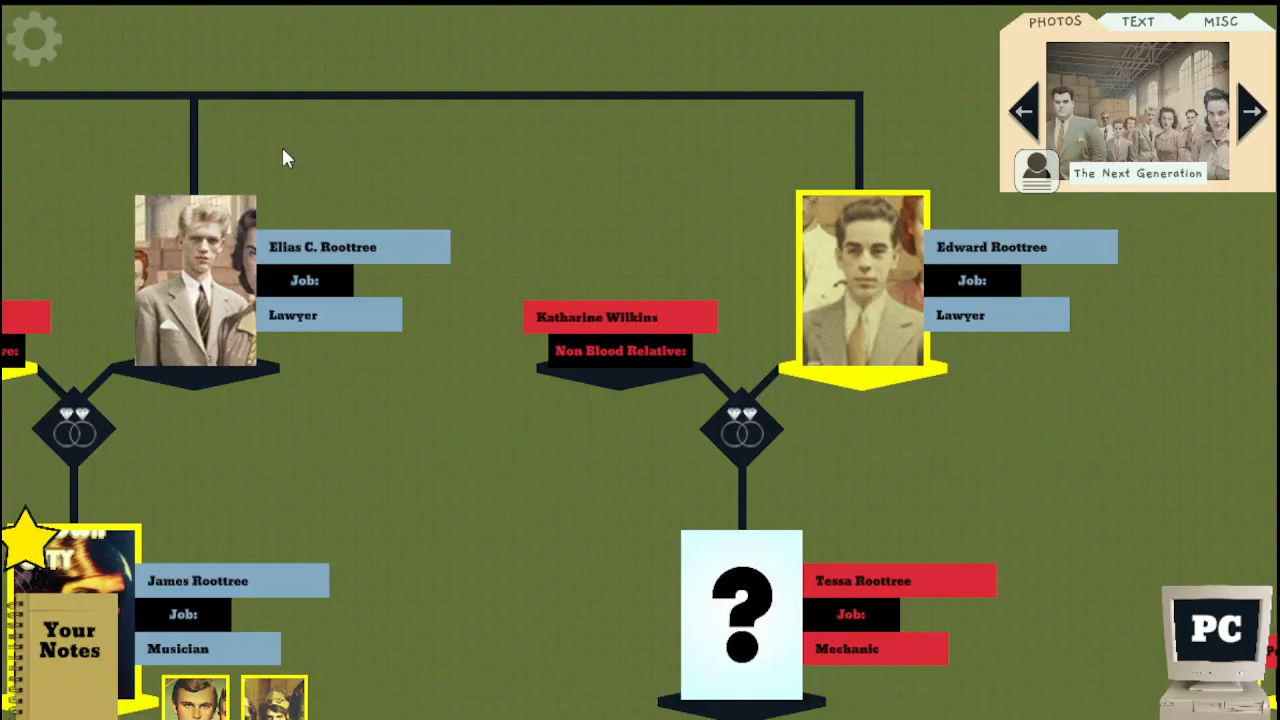 PHOTOS TEXT MISC
The Next Generation
Elias C. Roottree
Job:
Lawyer
Edward Roottree
Job:
Lawyer
Katharine Wilkins
Non Blood Relative:
ve:
James Roottree
Job:
Musician
Tessa Roottree
Job:
Mechanic
Your
Notes
PC